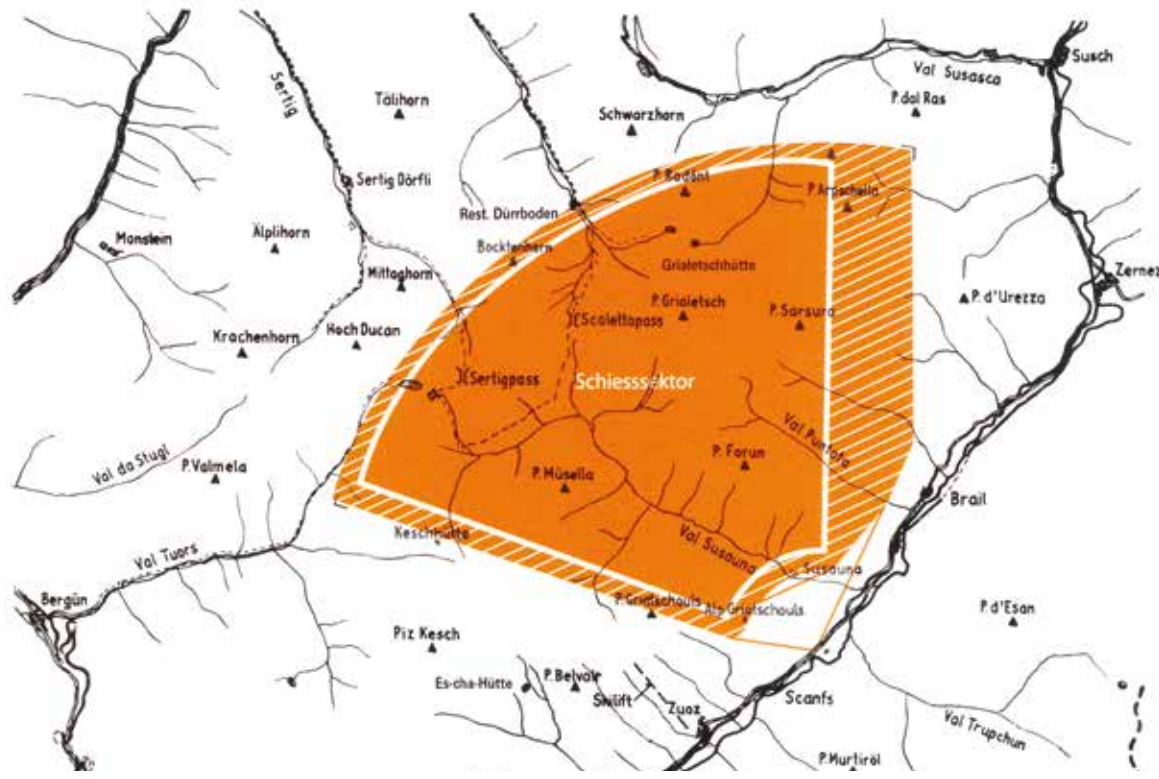 Susch
Val Susasca
P. dal Ras
Sertig
Tälihorn
Schwarzhorn
Sertig Dörfli
P. Radönt
P. Arpschella
Rest. Dürrboden
Monstein
Älplihorn
Bocktenhorn
Grialetschhütte
Zernez
Mittaghorn
P. Grialetsch
P. Sarsura
P. d'Urezza
Krachenhorn
Hoch Ducan
Scalettapass
Sertigpass
Schiesssektor
Val da Stugl
P. Valmela
P. Müsella
P. Forun
Val Puntota
Brail
Keschhütte
Val Susauna
Susauna
Val Tuors
Bergün
P. Griatschouls
Alp Griatschouls
P. d'Esan
Piz Kesch
Es-cha-Hütte
P. Belvair
Skilift
Zuoz
Scanfs
Val Trupchun
P. Murtiröl